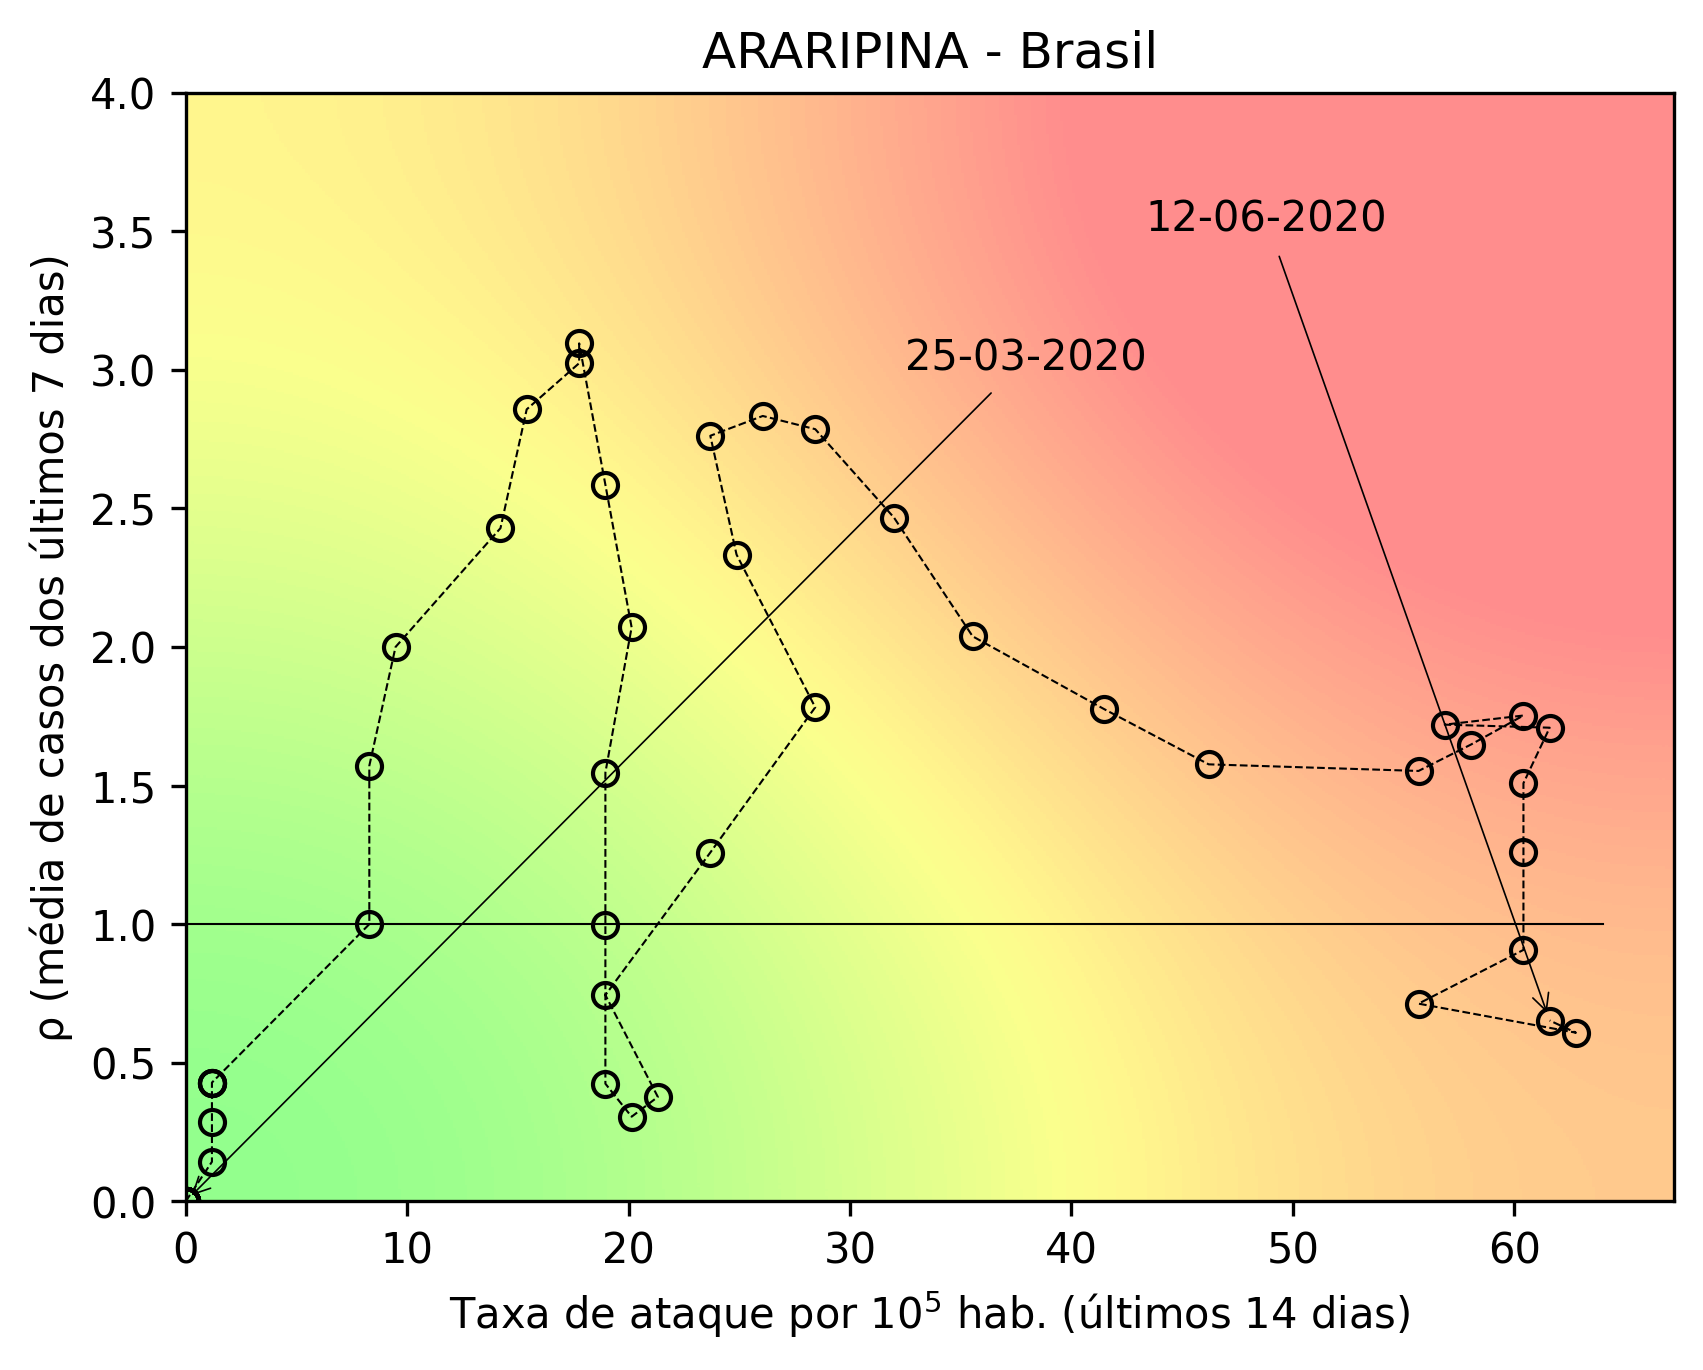 ARARIPINA - Brasil
4.0
3.5
3.0
2.5
2.0
1.5
1.0
0.5
0.0
ρ (média de casos dos últimos 7 dias)
12-06-2020
25-03-2020
0 10 20 30 40 50 60
Taxa de ataque por 10⁵ hab. (últimos 14 dias)